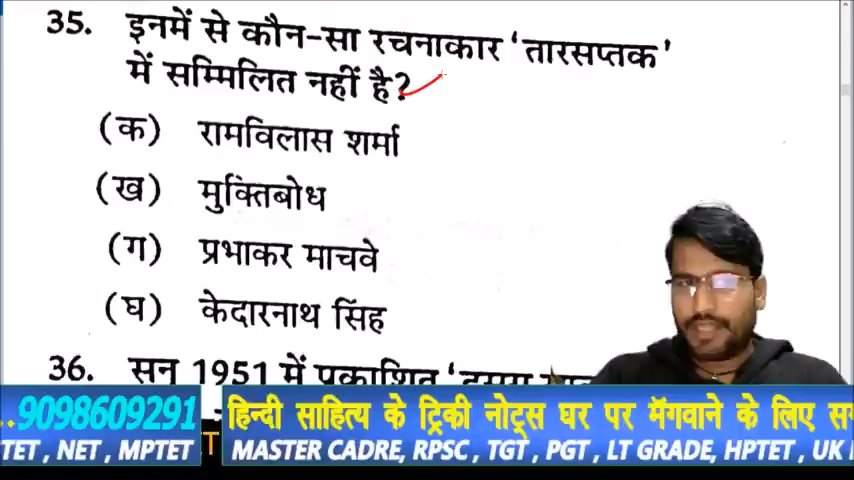 35. इनमें से कौन-सा रचनाकार 'तारसप्तक'
में सम्मिलित नहीं है?
(क) रामविलास शर्मा
(ख) मुक्तिबोध
(ग) प्रभाकर माचवे
(घ) केदारनाथ सिंह
36. सन् 1951 में प्रकाशित
..9098609291 हिन्दी साहित्य के ट्रिकी नोट्स घर पर मॅगवाने के लिए
TET , NET , MPTET MASTER CADRE, RPSC , TGT , PGT , LT GRADE, HPTET , UK